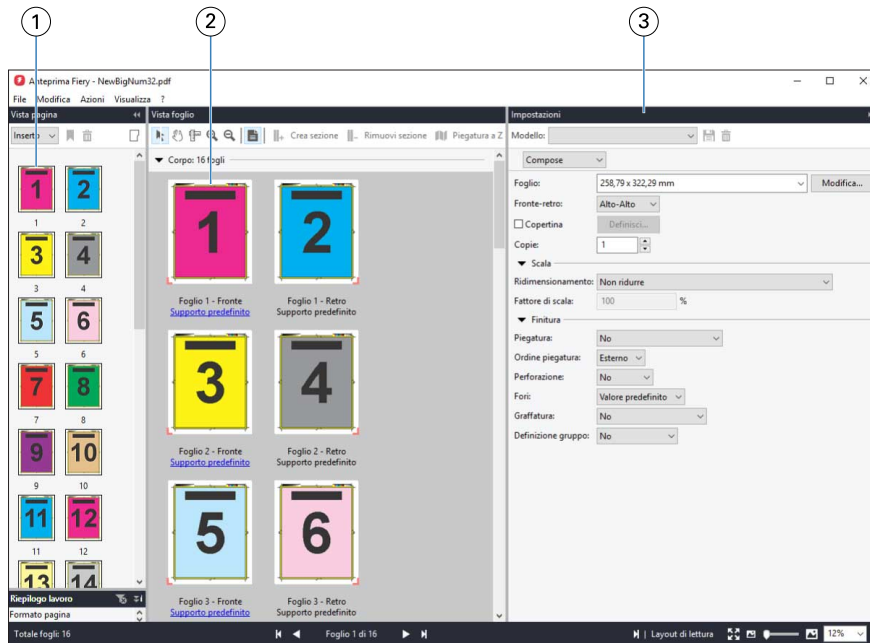 1 2 3
Anteprima Fiery - NewBigNum32.pdf
File Modifica Azioni Visualizza ?
Vista pagina
Inserto
1 2
1 2
3 4
3 4
5 6
5 6
7 8
7 8
9 10
9 10
11 12
11 12
13 14
Riepilogo lavoro
Formato pagina
Vista foglio
Crea sezione Rimuovi sezione Piegatura a Z
Corpo: 16 fogli
1 2
Foglio 1 - Fronte Foglio 1 - Retro
Supporto predefinito Supporto predefinito
3 4
Foglio 2 - Fronte Foglio 2 - Retro
Supporto predefinito Supporto predefinito
5 6
Foglio 3 - Fronte Foglio 3 - Retro
Supporto predefinito Supporto predefinito
Impostazioni
Modello:
Compose
Foglio: 258,79 x 322,29 mm Modifica...
Fronte-retro: Alto-Alto
Copertina Definisci...
Copie: 1
Scala
Ridimensionamento: Non ridurre
Fattore di scala: 100 %
Finitura
Piegatura: No
Ordine piegatura: Esterno
Perforazione: No
Fori: Valore predefinito
Graffatura: No
Definizione gruppo: No
Totale fogli: 16 Foglio 1 di 16 Layout di lettura 12%